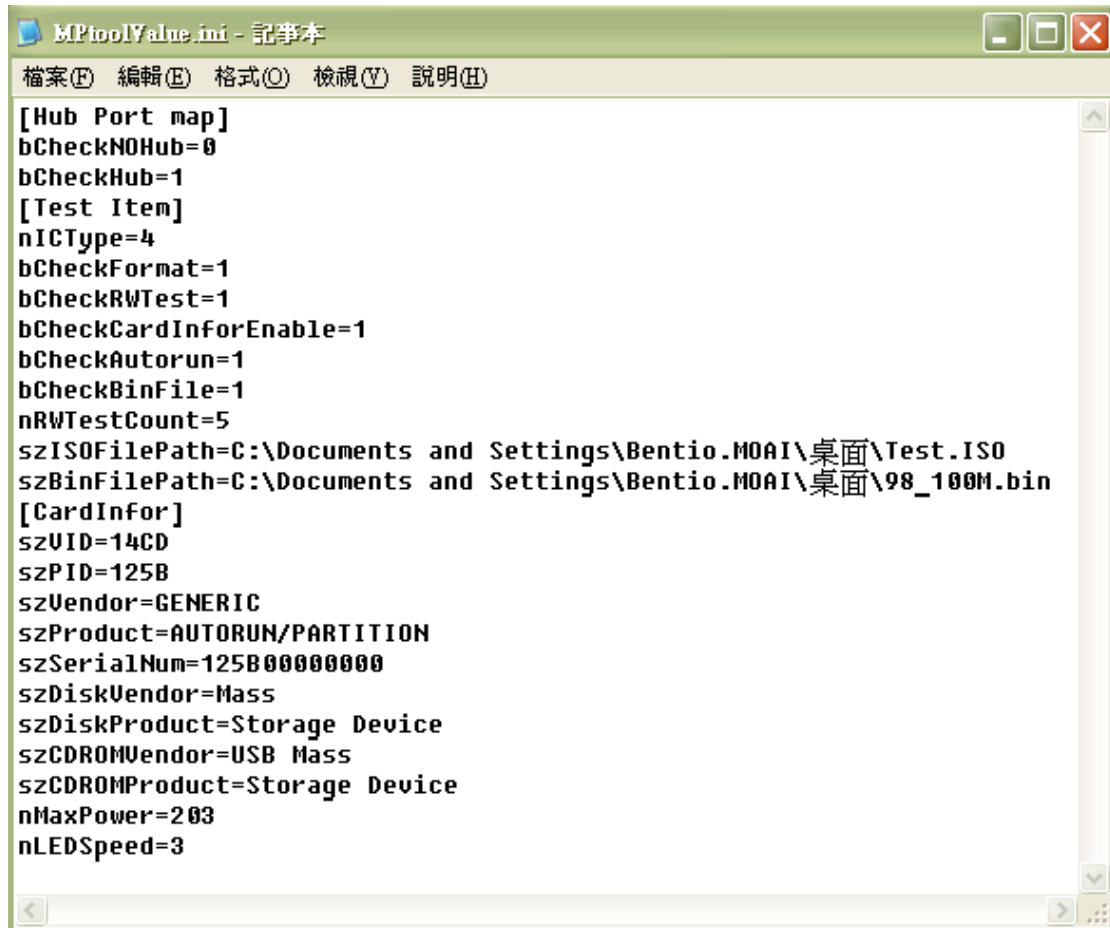 MPtoolValue.ini - 記事本
檔案(F) 編輯(E) 格式(O) 檢視(V) 說明(H)
[Hub Port map]
bCheckNOHub=0
bCheckHub=1
[Test Item]
nICType=4
bCheckFormat=1
bCheckRWTest=1
bCheckCardInforEnable=1
bCheckAutorun=1
bCheckBinFile=1
nRWTestCount=5
szISOFilePath=C:\Documents and Settings\Bentio.MOAI\桌面\Test.ISO
szBinFilePath=C:\Documents and Settings\Bentio.MOAI\桌面\98_100M.bin
[CardInfor]
szVID=14CD
szPID=125B
szVendor=GENERIC
szProduct=AUTORUN/PARTITION
szSerialNum=125B00000000
szDiskVendor=Mass
szDiskProduct=Storage Device
szCDROMVendor=USB Mass
szCDROMProduct=Storage Device
nMaxPower=203
nLEDSpeed=3